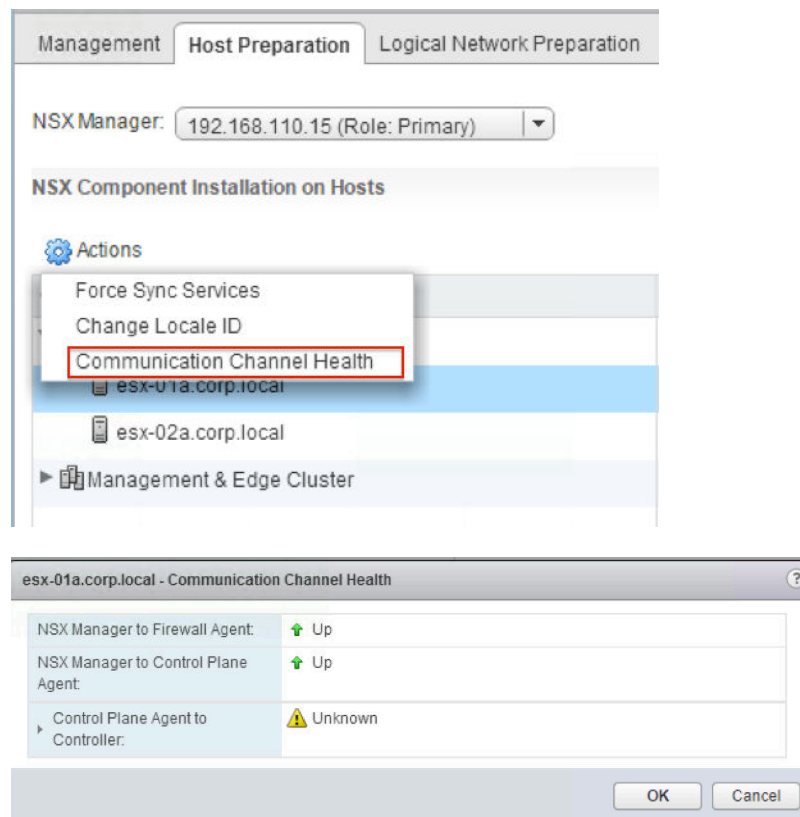 Management Host Preparation Logical Network Preparation
NSX Manager: 192.168.110.15 (Role: Primary)
NSX Component Installation on Hosts
Actions
Force Sync Services
Change Locale ID
Communication Channel Health
esx-01a.corp.local
esx-02a.corp.local
Management & Edge Cluster
esx-01a.corp.local - Communication Channel Health ?
NSX Manager to Firewall Agent: Up
NSX Manager to Control Plane Up
Agent:
Control Plane Agent to Unknown
Controller:
OK Cancel